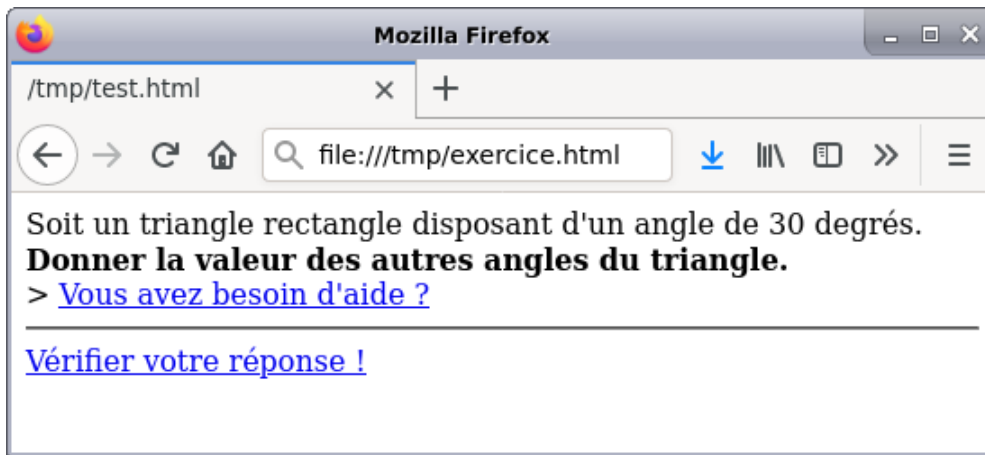 Mozilla Firefox
/tmp/test.html
file:///tmp/exercice.html
Soit un triangle rectangle disposant d'un angle de 30 degrés.
Donner la valeur des autres angles du triangle.
> Vous avez besoin d'aide ?
Vérifier votre réponse !